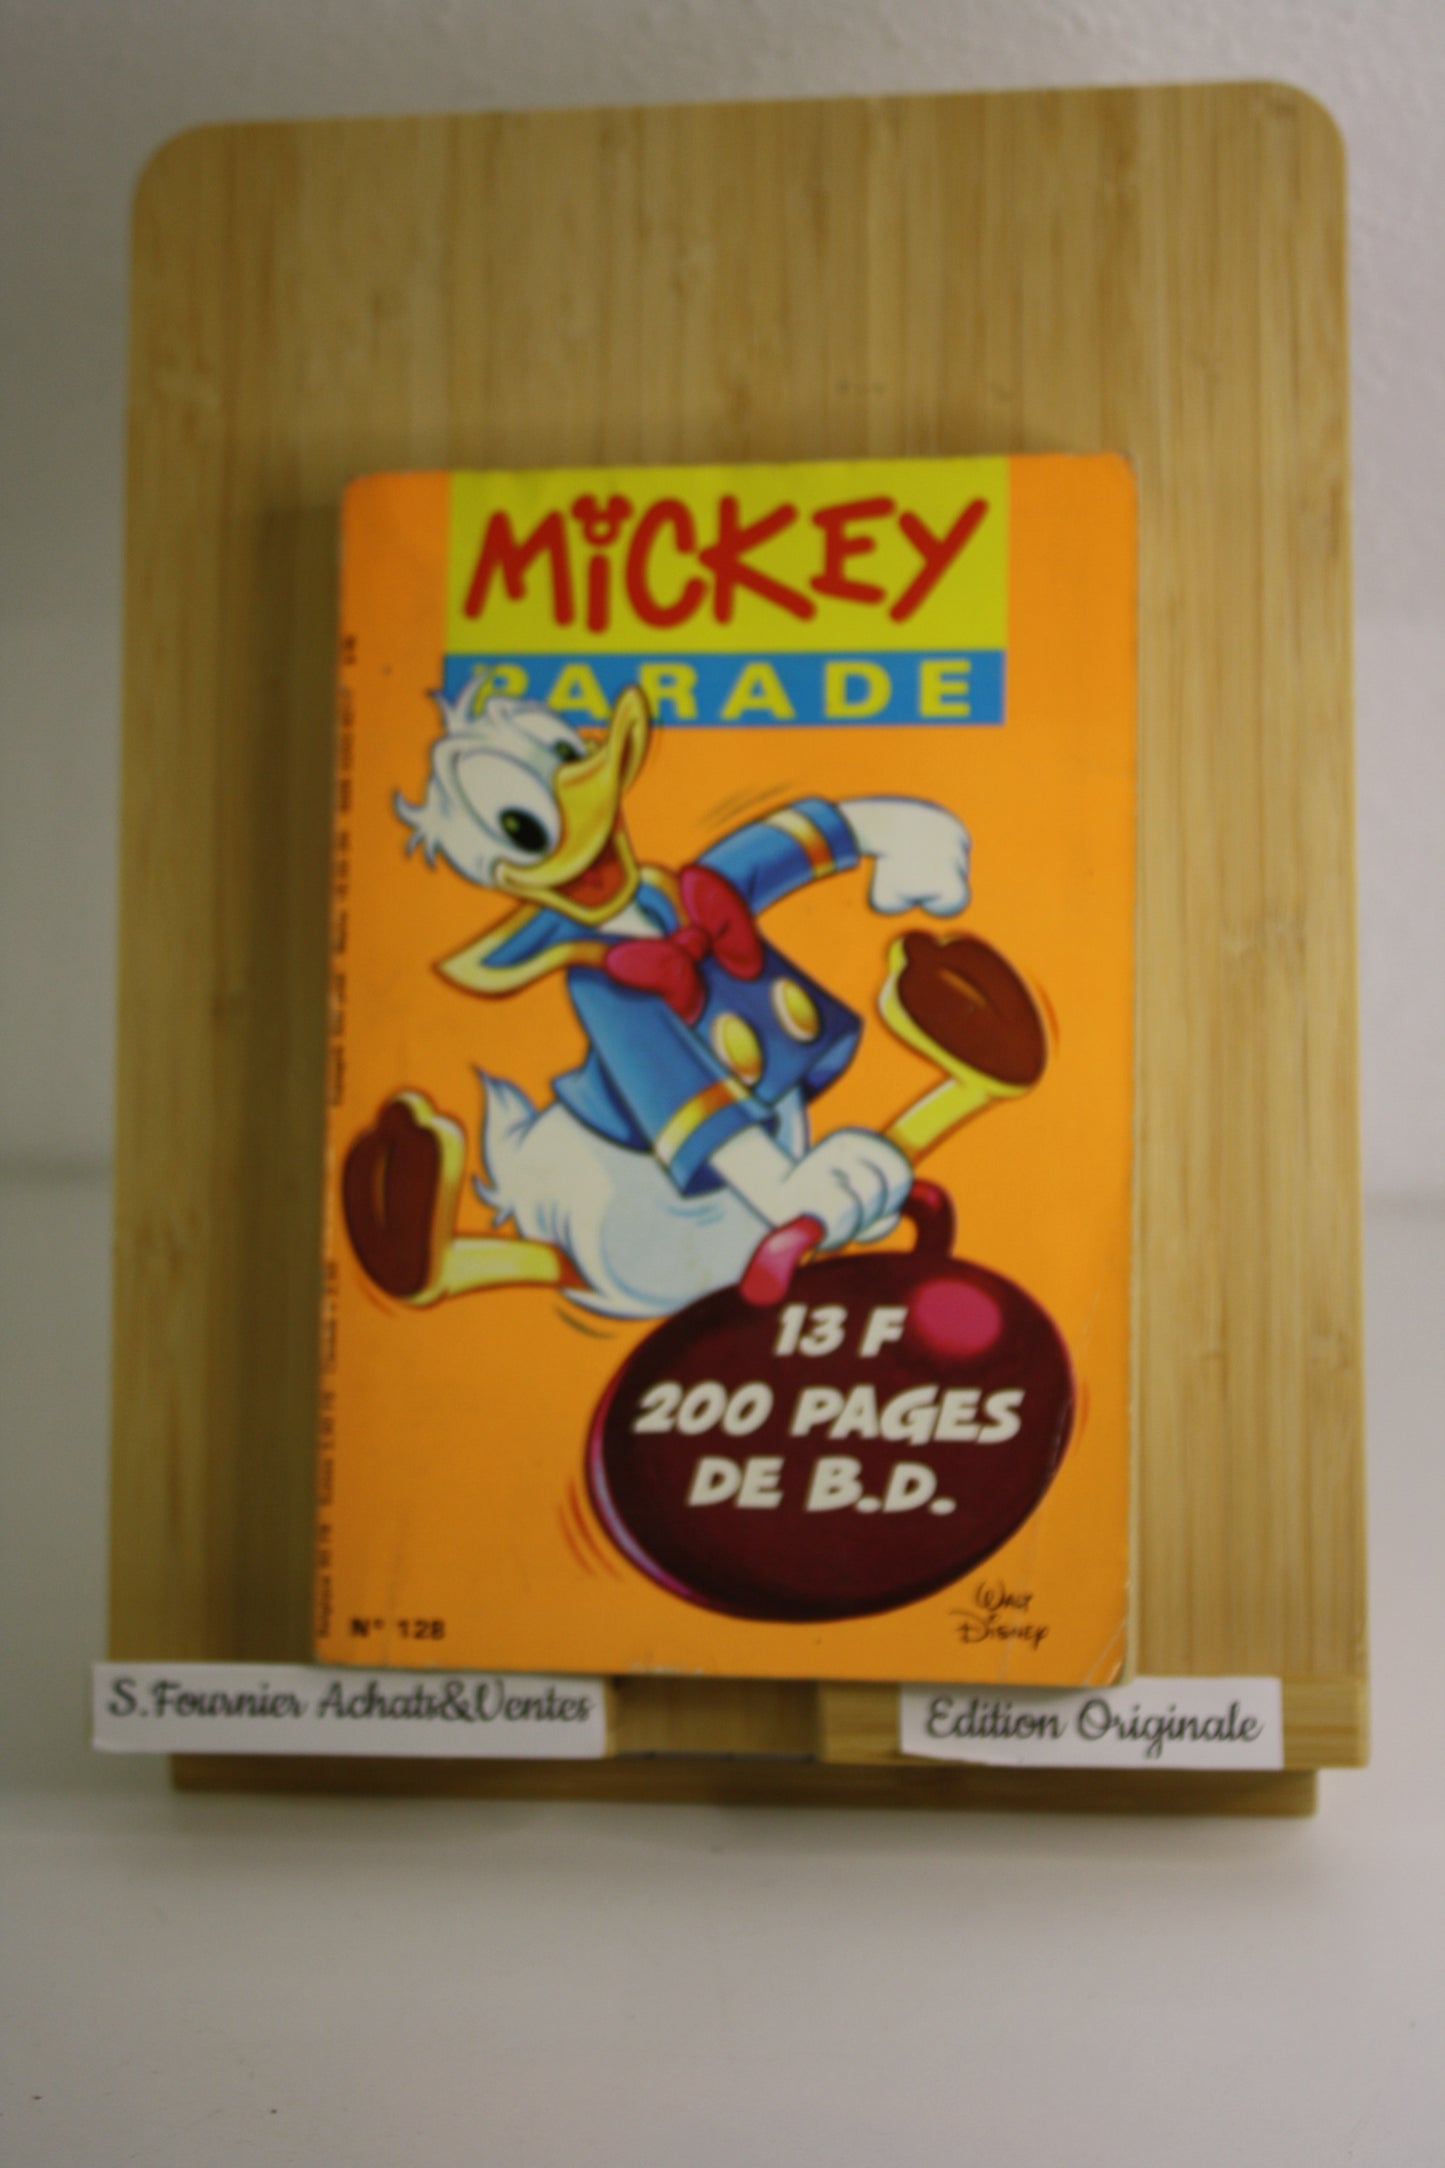 MiCKEY
PARADE
13 F
200 PAGES
DE B.D.
WALT
DISNEY
N° 128
S.Fournier Achats&Ventes
Edition Originale